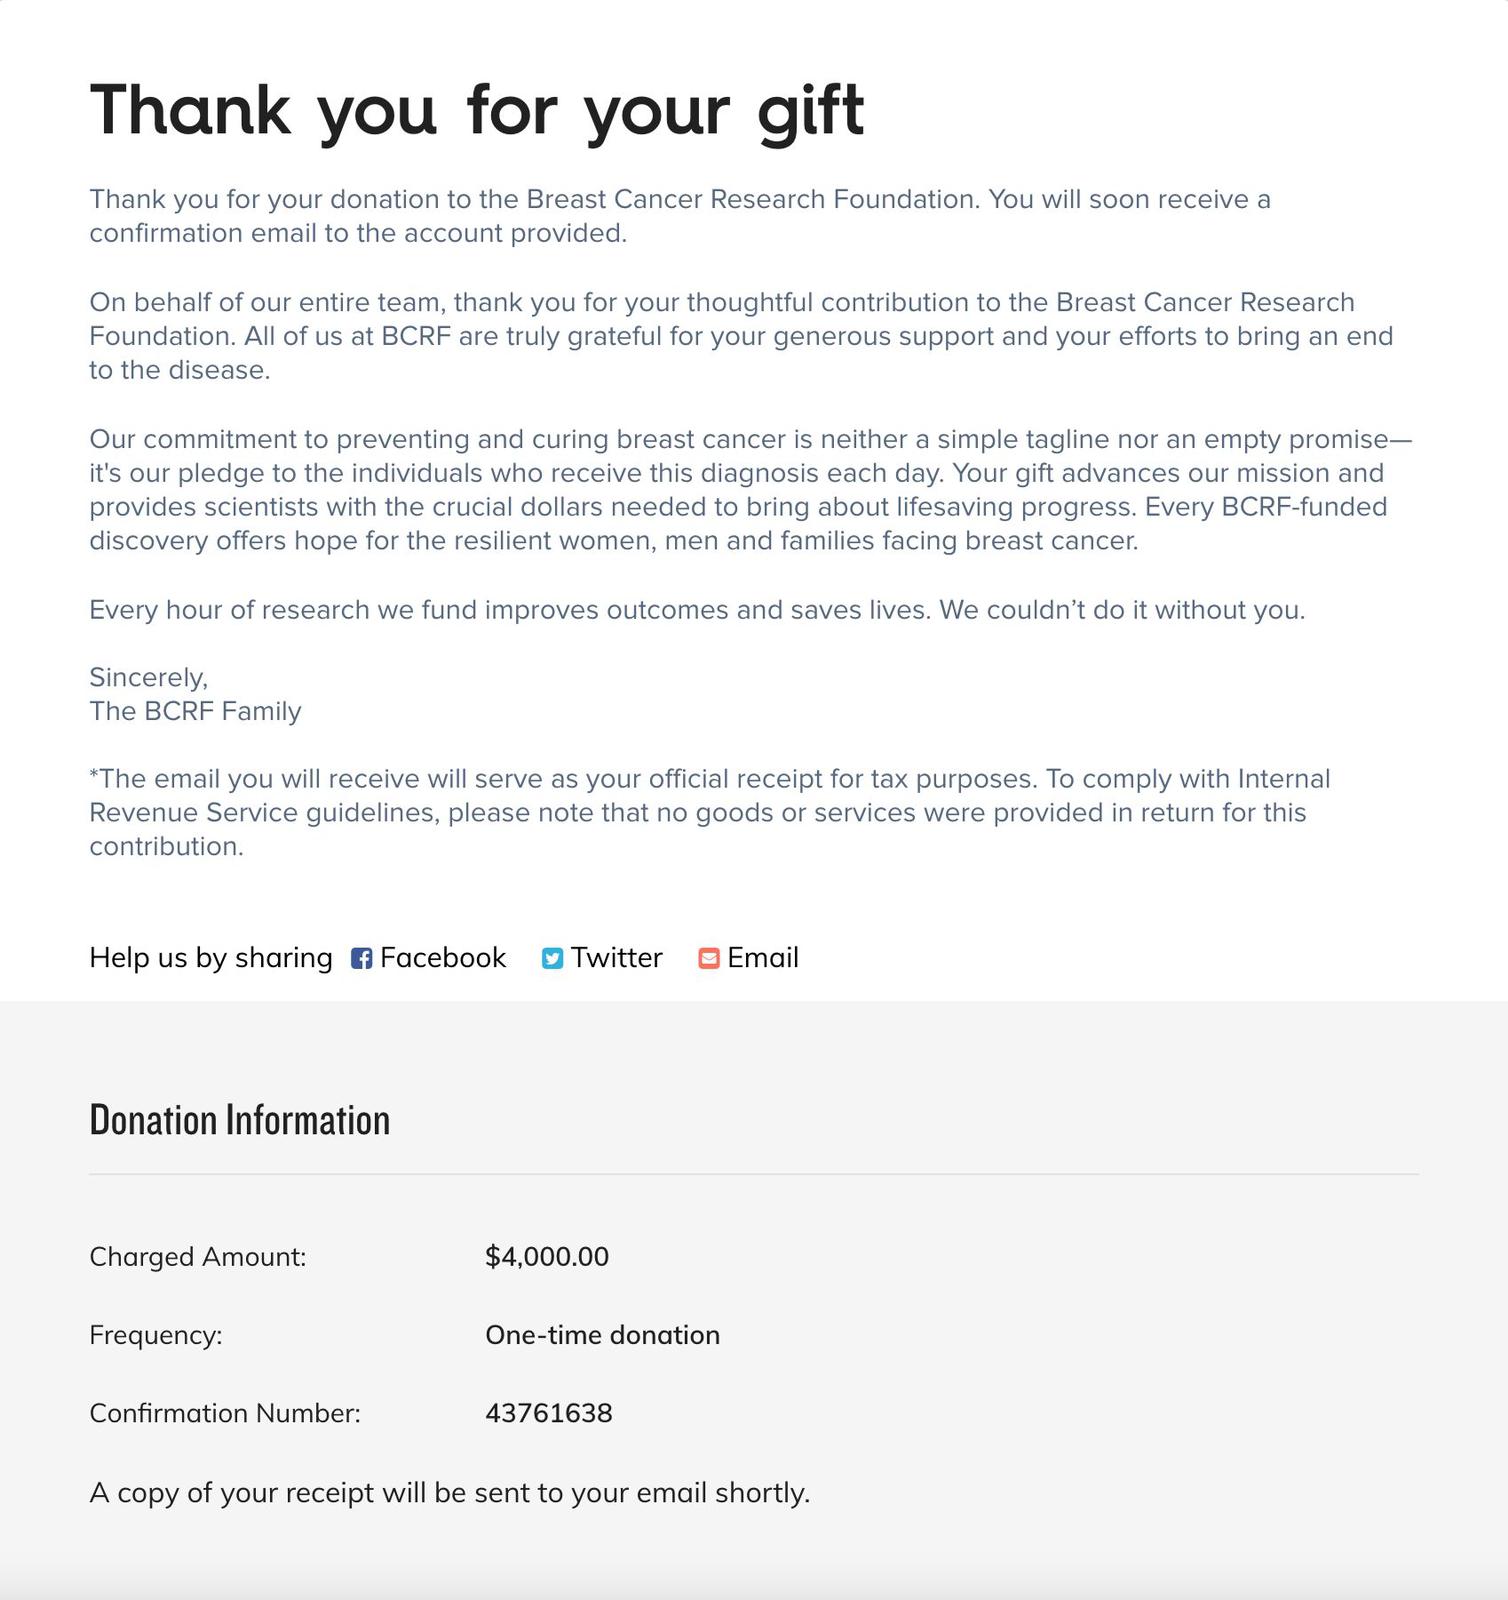 Thank you for your gift
Thank you for your donation to the Breast Cancer Research Foundation. You will soon receive a
confirmation email to the account provided.
On behalf of our entire team, thank you for your thoughtful contribution to the Breast Cancer Research
Foundation. All of us at BCRF are truly grateful for your generous support and your efforts to bring an end
to the disease.
Our commitment to preventing and curing breast cancer is neither a simple tagline nor an empty promise—
it's our pledge to the individuals who receive this diagnosis each day. Your gift advances our mission and
provides scientists with the crucial dollars needed to bring about lifesaving progress. Every BCRF-funded
discovery offers hope for the resilient women, men and families facing breast cancer.
Every hour of research we fund improves outcomes and saves lives. We couldn’t do it without you.
Sincerely,
The BCRF Family
*The email you will receive will serve as your official receipt for tax purposes. To comply with Internal
Revenue Service guidelines, please note that no goods or services were provided in return for this
contribution.
Help us by sharing Facebook Twitter Email
Donation Information
Charged Amount: $4,000.00
Frequency: One-time donation
Confirmation Number: 43761638
A copy of your receipt will be sent to your email shortly.